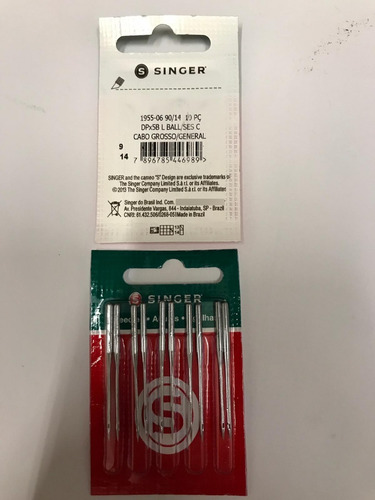 S SINGER
1955-06 90/14 10 PÇ
DPx5B L BALL/SES C
CABO GROSSO/GENERAL
9
14
7 896785 446989 >
SINGER and the cameo "S" Design are exclusive trademarks of
The Singer Company Limited S.à r.l. or its Affiliates.
©2015 The Singer Company Limited S.à r.l. or its Affiliates.
Singer do Brasil Ind. Com.
Av. Presidente Vargas, 844 - Indaiatuba, SP - Brazil
CNPJ: 61.432.506/0268-05 Made in Brazil
S SINGER
S